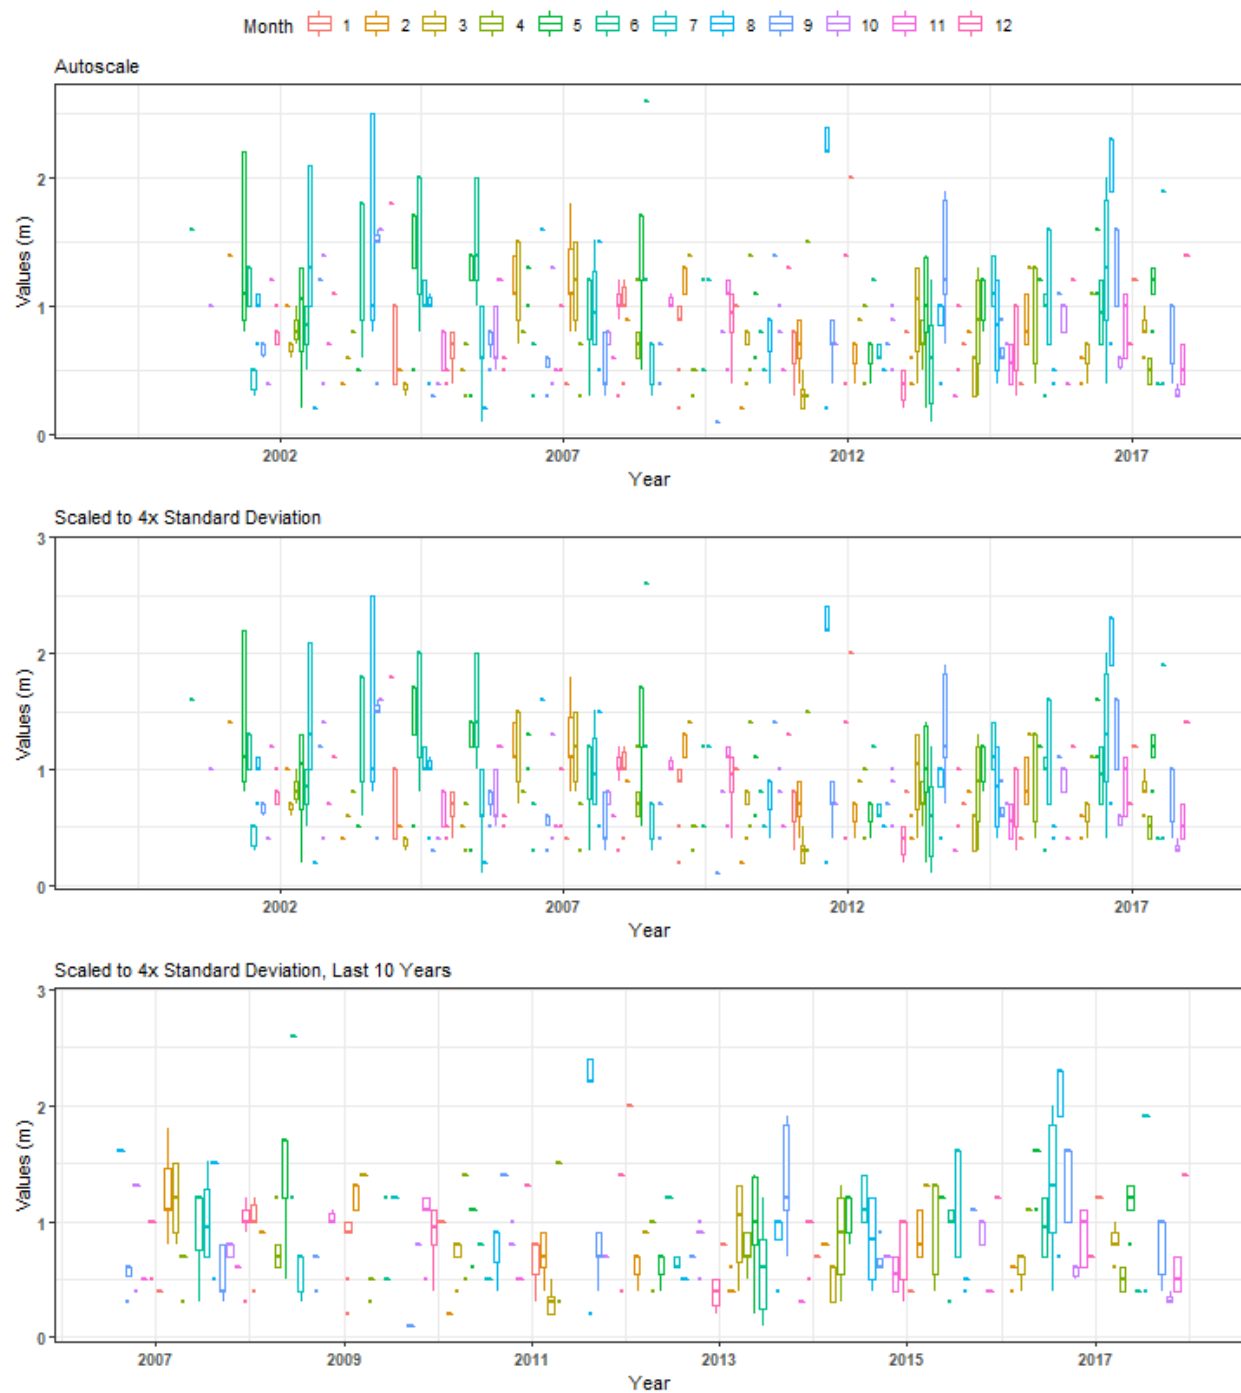 Month 1 2 3 4 5 6 7 8 9 10 11 12
Autoscale
Values (m)
2
1
0
2002 2007 2012 2017
Year
Scaled to 4x Standard Deviation
Values (m)
3
2
1
0
2002 2007 2012 2017
Year
Scaled to 4x Standard Deviation, Last 10 Years
Values (m)
3
2
1
0
2007 2009 2011 2013 2015 2017
Year